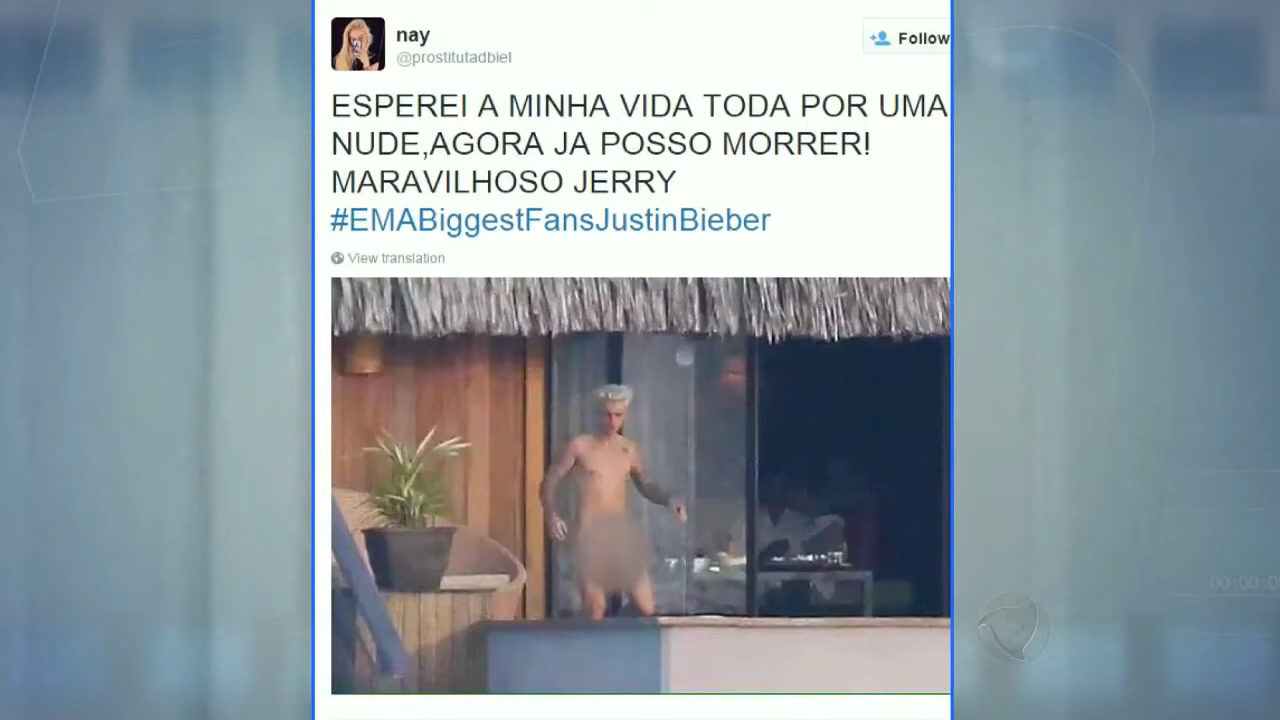 nay
@prostitutadbiel
Follow
ESPEREI A MINHA VIDA TODA POR UMA
NUDE,AGORA JA POSSO MORRER!
MARAVILHOSO JERRY
#EMABiggestFansJustinBieber
View translation